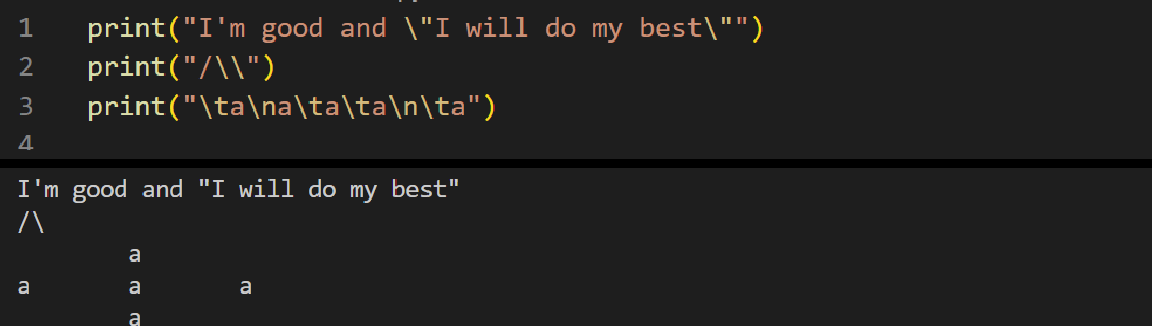 1 print("I'm good and \"I will do my best\"")
2 print("/\\")
3 print("\ta\na\ta\ta\n\ta")
4
I'm good and "I will do my best"
/\
        a
a       a       a
        a